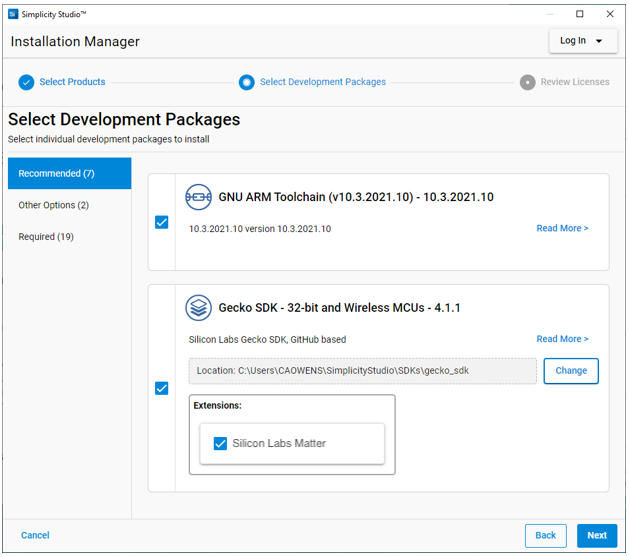 Si Simplicity Studio™
Installation Manager
Log In
Select Products
Select Development Packages
Review Licenses
Select Development Packages
Select individual development packages to install
Recommended (7)
Other Options (2)
Required (19)
GNU ARM Toolchain (v10.3.2021.10) - 10.3.2021.10
10.3.2021.10 version 10.3.2021.10
Read More >
Gecko SDK - 32-bit and Wireless MCUs - 4.1.1
Silicon Labs Gecko SDK, GitHub based
Read More >
Location: C:\Users\CAOWENS\SimplicityStudio\SDKs\gecko_sdk
Change
Extensions:
Silicon Labs Matter
Cancel
Back
Next